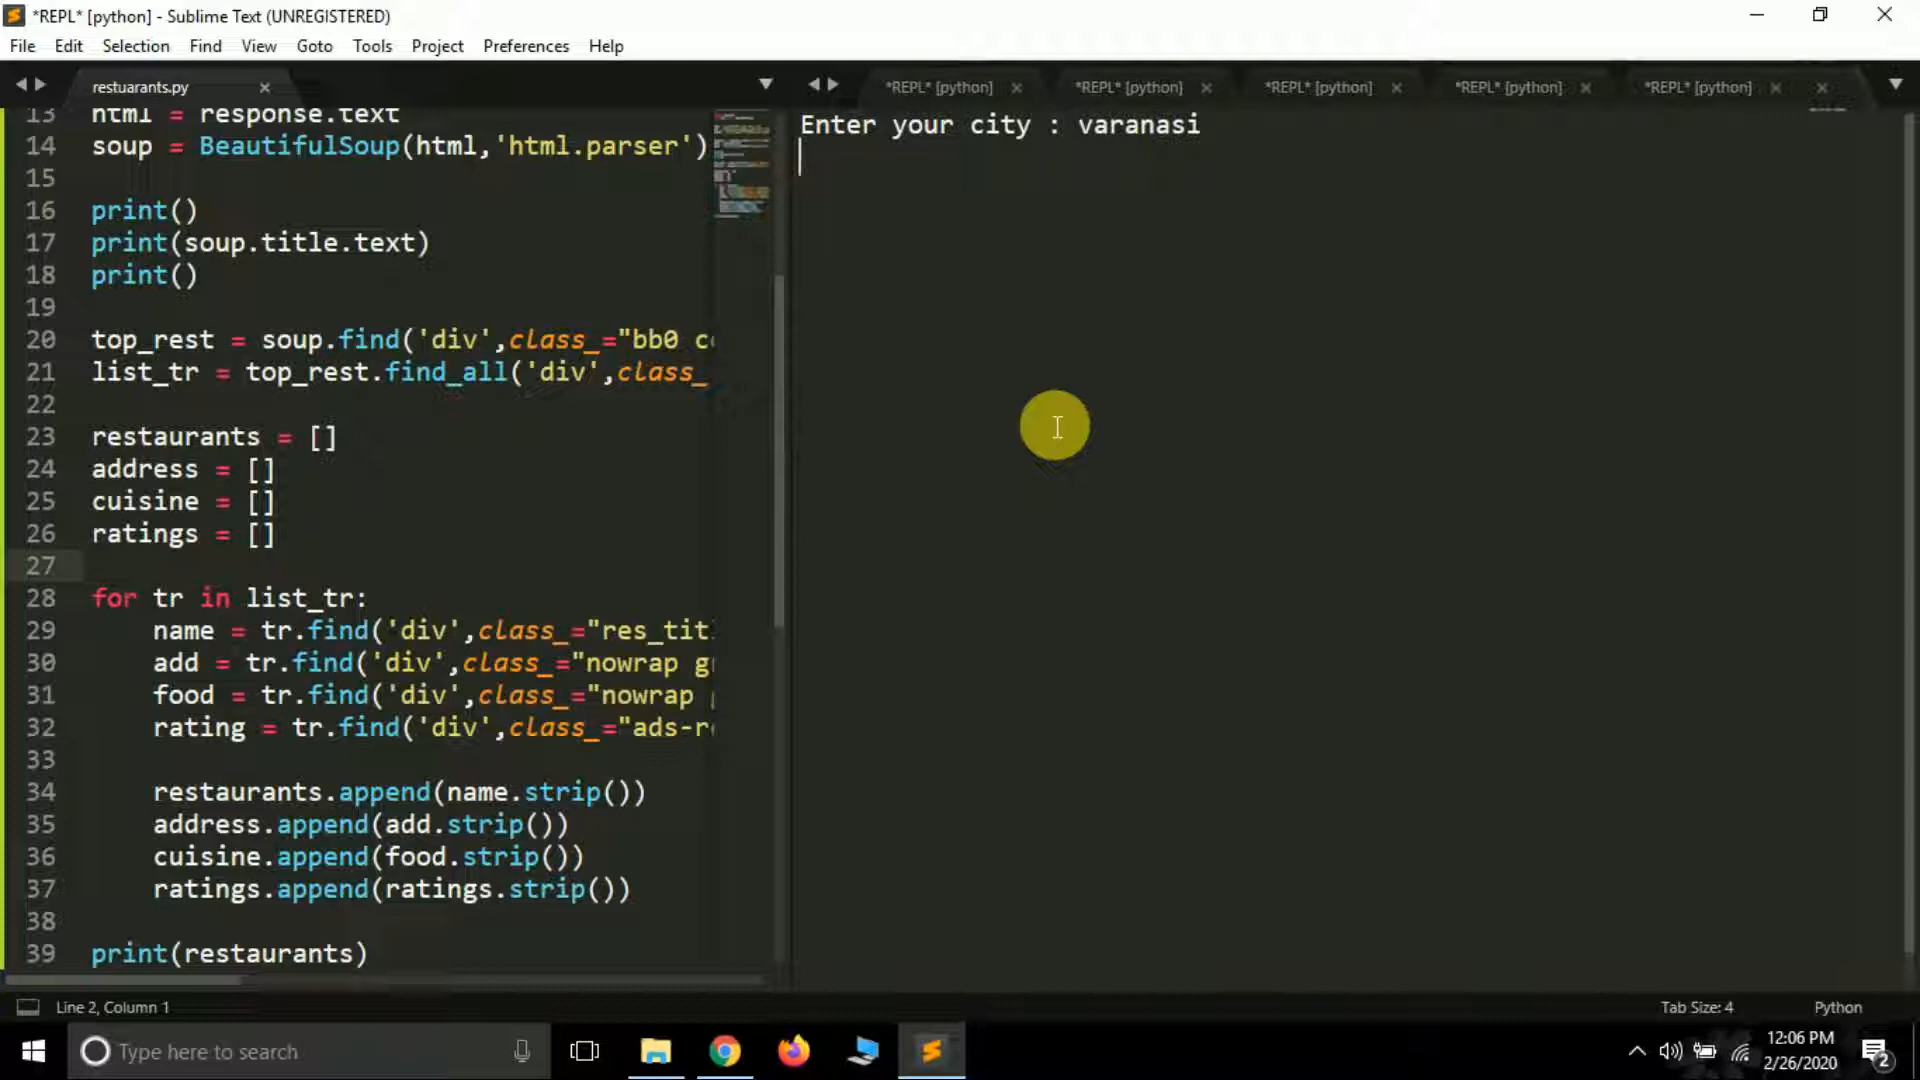 *REPL* [python] - Sublime Text (UNREGISTERED)
File Edit Selection Find View Goto Tools Project Preferences Help
restuarants.py
*REPL* [python] *REPL* [python] *REPL* [python] *REPL* [python] *REPL* [python]
13 html = response.text
14 soup = BeautifulSoup(html,'html.parser')
15
16 print()
17 print(soup.title.text)
18 print()
19
20 top_rest = soup.find('div',class_="bb0 co
21 list_tr = top_rest.find_all('div',class_
22
23 restaurants = []
24 address = []
25 cuisine = []
26 ratings = []
27
28 for tr in list_tr:
29 name = tr.find('div',class_="res_tit
30 add = tr.find('div',class_="nowrap g
31 food = tr.find('div',class_="nowrap
32 rating = tr.find('div',class_="ads-r
33
34 restaurants.append(name.strip())
35 address.append(add.strip())
36 cuisine.append(food.strip())
37 ratings.append(ratings.strip())
38
39 print(restaurants)
Enter your city : varanasi
Line 2, Column 1
Tab Size: 4 Python
Type here to search
12:06 PM
2/26/2020
2